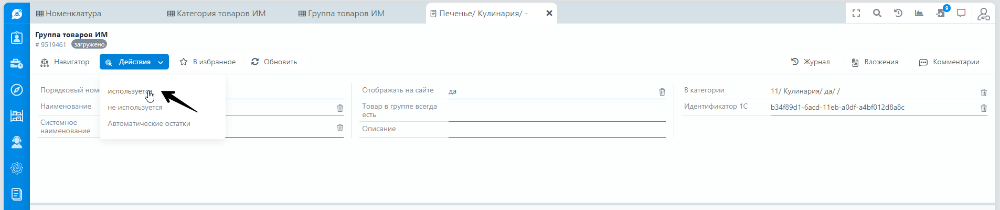 Номенклатура
Категория товаров ИМ
Группа товаров ИМ
Печенье/ Кулинария/ -
9
Группа товаров ИМ
# 9519461 загружено
Навигатор
Действия
В избранное
Обновить
Журнал
Вложения
Комментарии
Порядковый
используется
Отображать на сайте
да
В категории
11/ Кулинария/ да/ /
Наименование
не используется
Товар в группе всегда
есть
Идентификатор 1С
b34f89d1-6acd-11eb-a0df-a4bf012d8a8c
Системное
наименование
Автоматические остатки
Описание